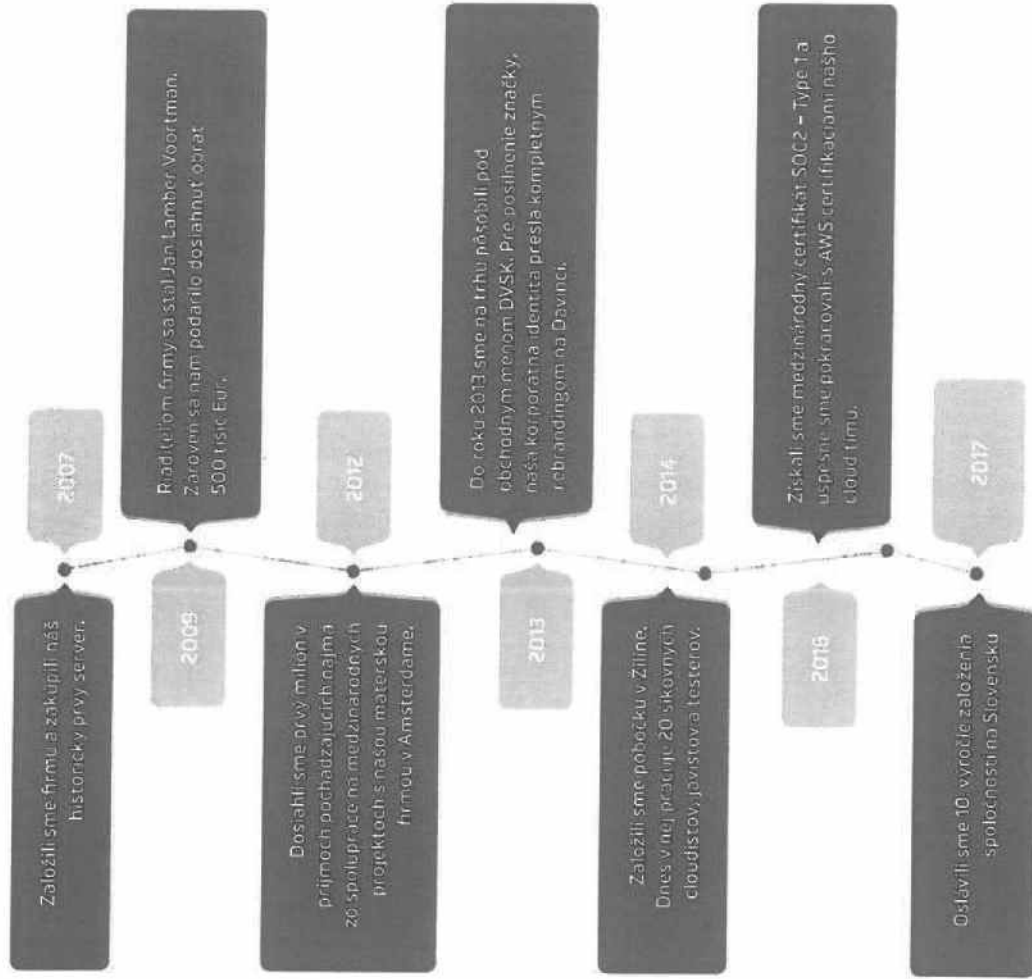 2007
Založili sme firmu a zakúpili náš
historicky prvý server.
2009
Riaditeľom firmy sa stal Jan Lamber Voortman.
Zároveň sa nám podarilo dosiahnuť obrat
500 tisíc Eur.
2012
Dosiahli sme prvý milión v
príjmoch pochádzajúcich najmä
zo spolupráce na medzinárodných
projektoch s našou materskou
firmou v Amsterdame.
2013
Do roku 2013 sme na trhu pôsobili pod
obchodným menom DVSK. Pre posilnenie značky,
naša korporátna identita prešla kompletným
rebrandingom na Davinci.
2014
Založili sme pobočku v Žiline.
Dnes v nej pracuje 20 šikovných
cloudistov, javistov a testerov.
2016
Získali sme medzinárodný certifikát SOC2 – Type 1 a
úspešne sme pokračovali s AWS certifikáciami nášho
cloud tímu.
2017
Oslávili sme 10. výročie založenia
spoločnosti na Slovensku